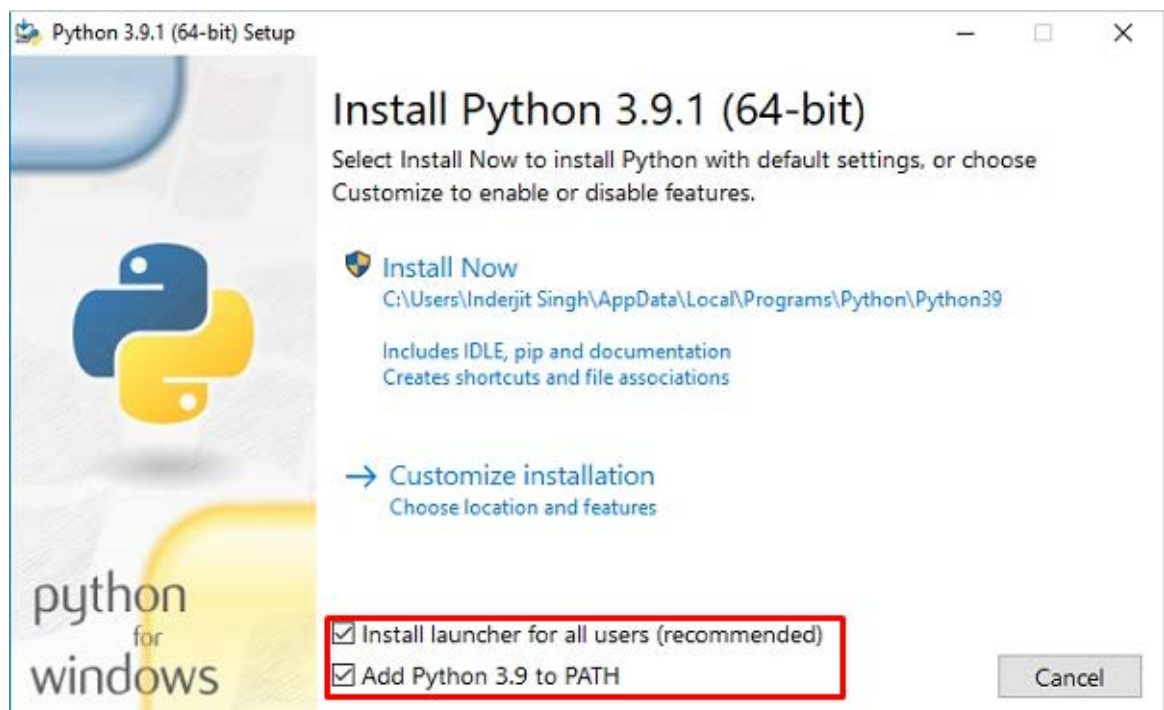 Python 3.9.1 (64-bit) Setup
Install Python 3.9.1 (64-bit)
Select Install Now to install Python with default settings, or choose
Customize to enable or disable features.
Install Now
C:\Users\Inderjit Singh\AppData\Local\Programs\Python\Python39
Includes IDLE, pip and documentation
Creates shortcuts and file associations
Customize installation
Choose location and features
python
for
windows
Install launcher for all users (recommended)
Add Python 3.9 to PATH
Cancel